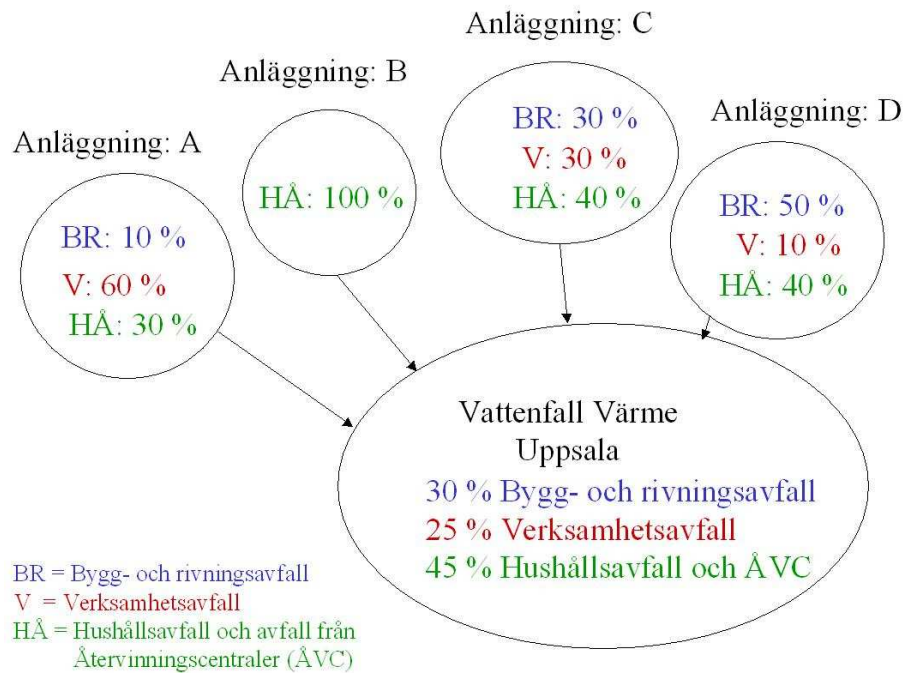 Anläggning: A
BR: 10 %
V: 60 %
HÅ: 30 %
Anläggning: B
HÅ: 100 %
Anläggning: C
BR: 30 %
V: 30 %
HÅ: 40 %
Anläggning: D
BR: 50 %
V: 10 %
HÅ: 40 %
Vattenfall Värme
Uppsala
30 % Bygg- och rivningsavfall
25 % Verksamhetsavfall
45 % Hushållsavfall och ÅVC
BR = Bygg- och rivningsavfall
V = Verksamhetsavfall
HÅ = Hushållsavfall och avfall från
Återvinningscentraler (ÅVC)